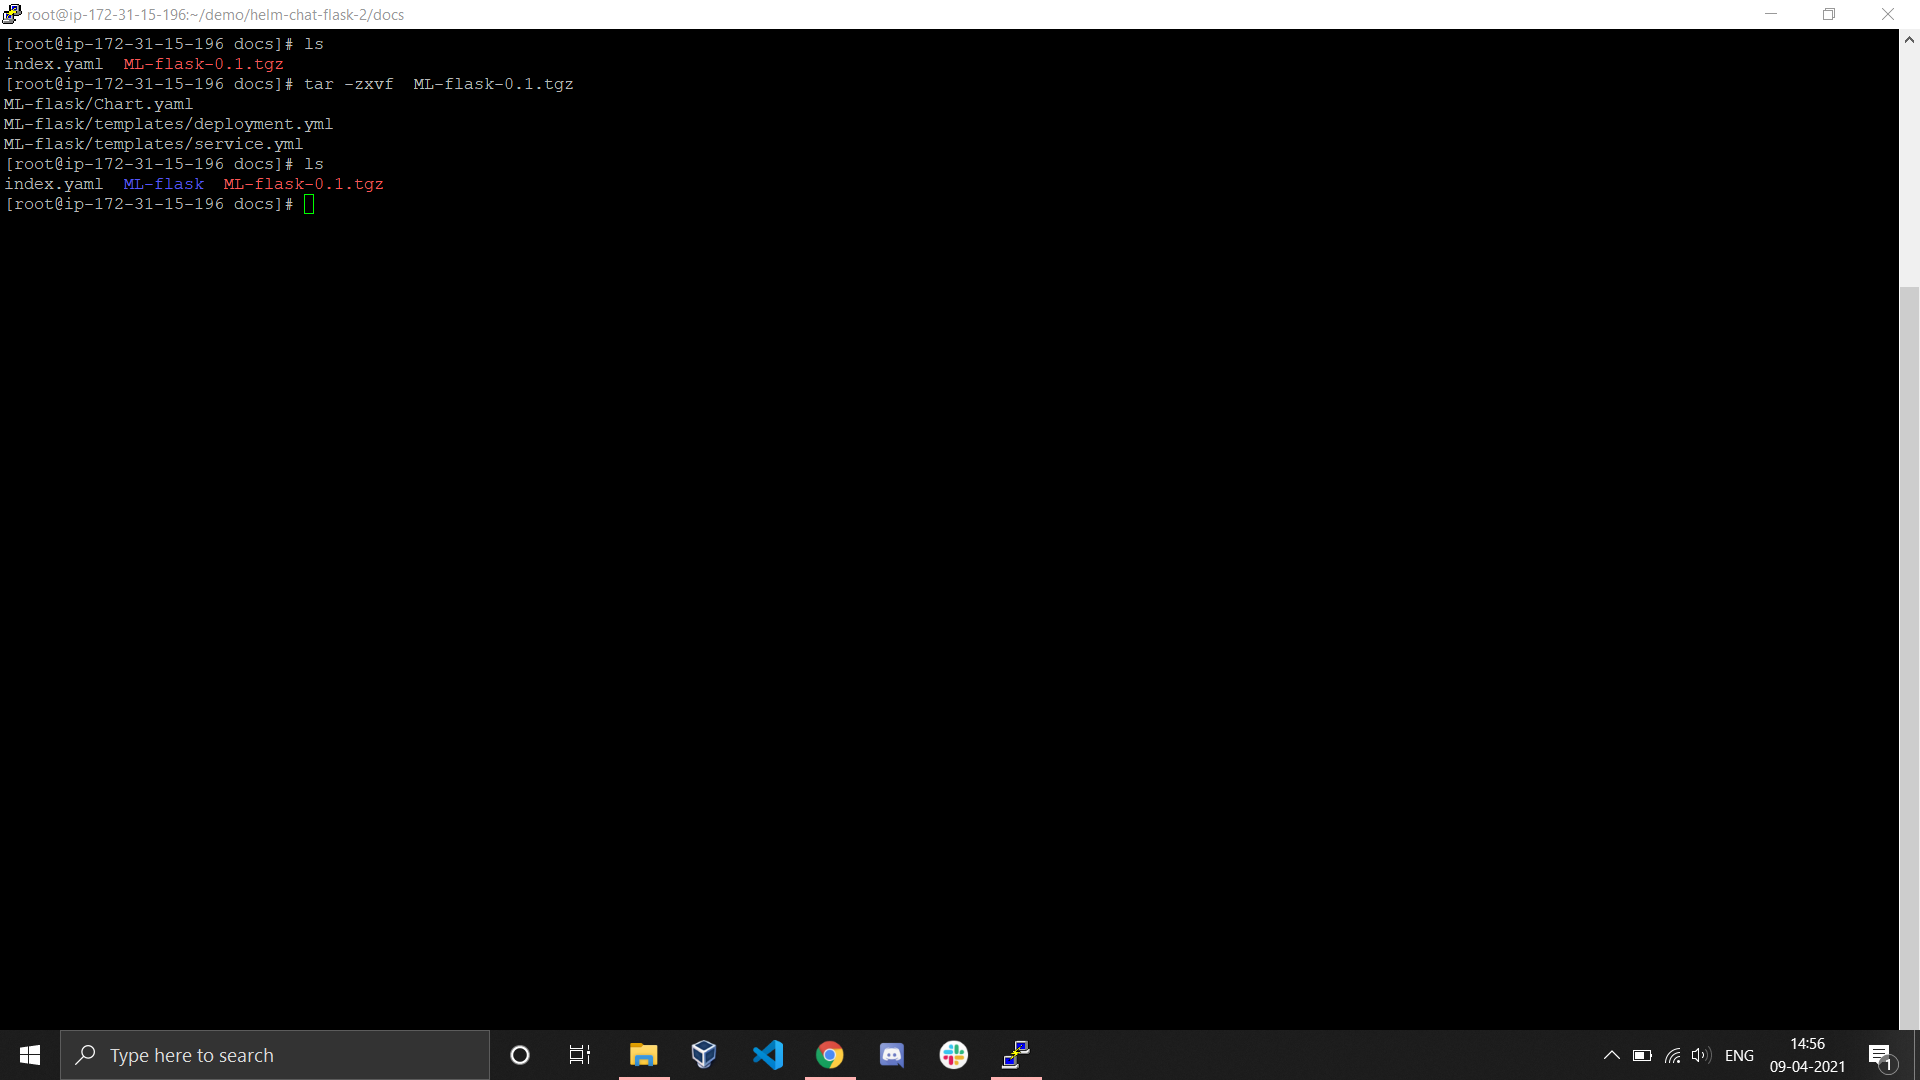 root@ip-172-31-15-196:~/demo/helm-chat-flask-2/docs
[root@ip-172-31-15-196 docs]# ls
index.yaml  ML-flask-0.1.tgz
[root@ip-172-31-15-196 docs]# tar -zxvf  ML-flask-0.1.tgz
ML-flask/Chart.yaml
ML-flask/templates/deployment.yml
ML-flask/templates/service.yml
[root@ip-172-31-15-196 docs]# ls
index.yaml  ML-flask  ML-flask-0.1.tgz
[root@ip-172-31-15-196 docs]#
Type here to search
ENG
14:56
09-04-2021
1